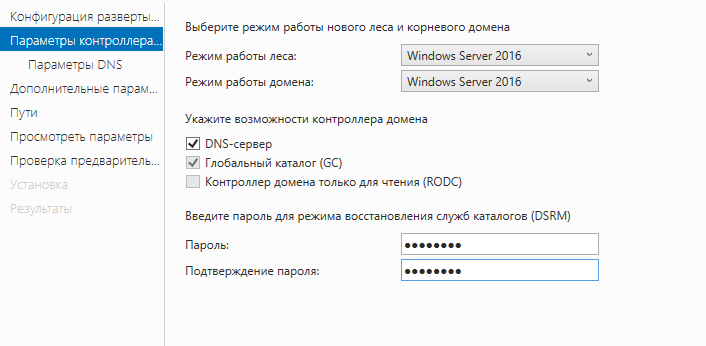 Конфигурация разверты...
Параметры контроллера...
Параметры DNS
Дополнительные парам...
Пути
Просмотреть параметры
Проверка предваритель...
Установка
Результаты
Выберите режим работы нового леса и корневого домена
Режим работы леса: Windows Server 2016
Режим работы домена: Windows Server 2016
Укажите возможности контроллера домена
DNS-сервер
Глобальный каталог (GC)
Контроллер домена только для чтения (RODC)
Введите пароль для режима восстановления служб каталогов (DSRM)
Пароль: ●●●●●●●●
Подтверждение пароля: ●●●●●●●●